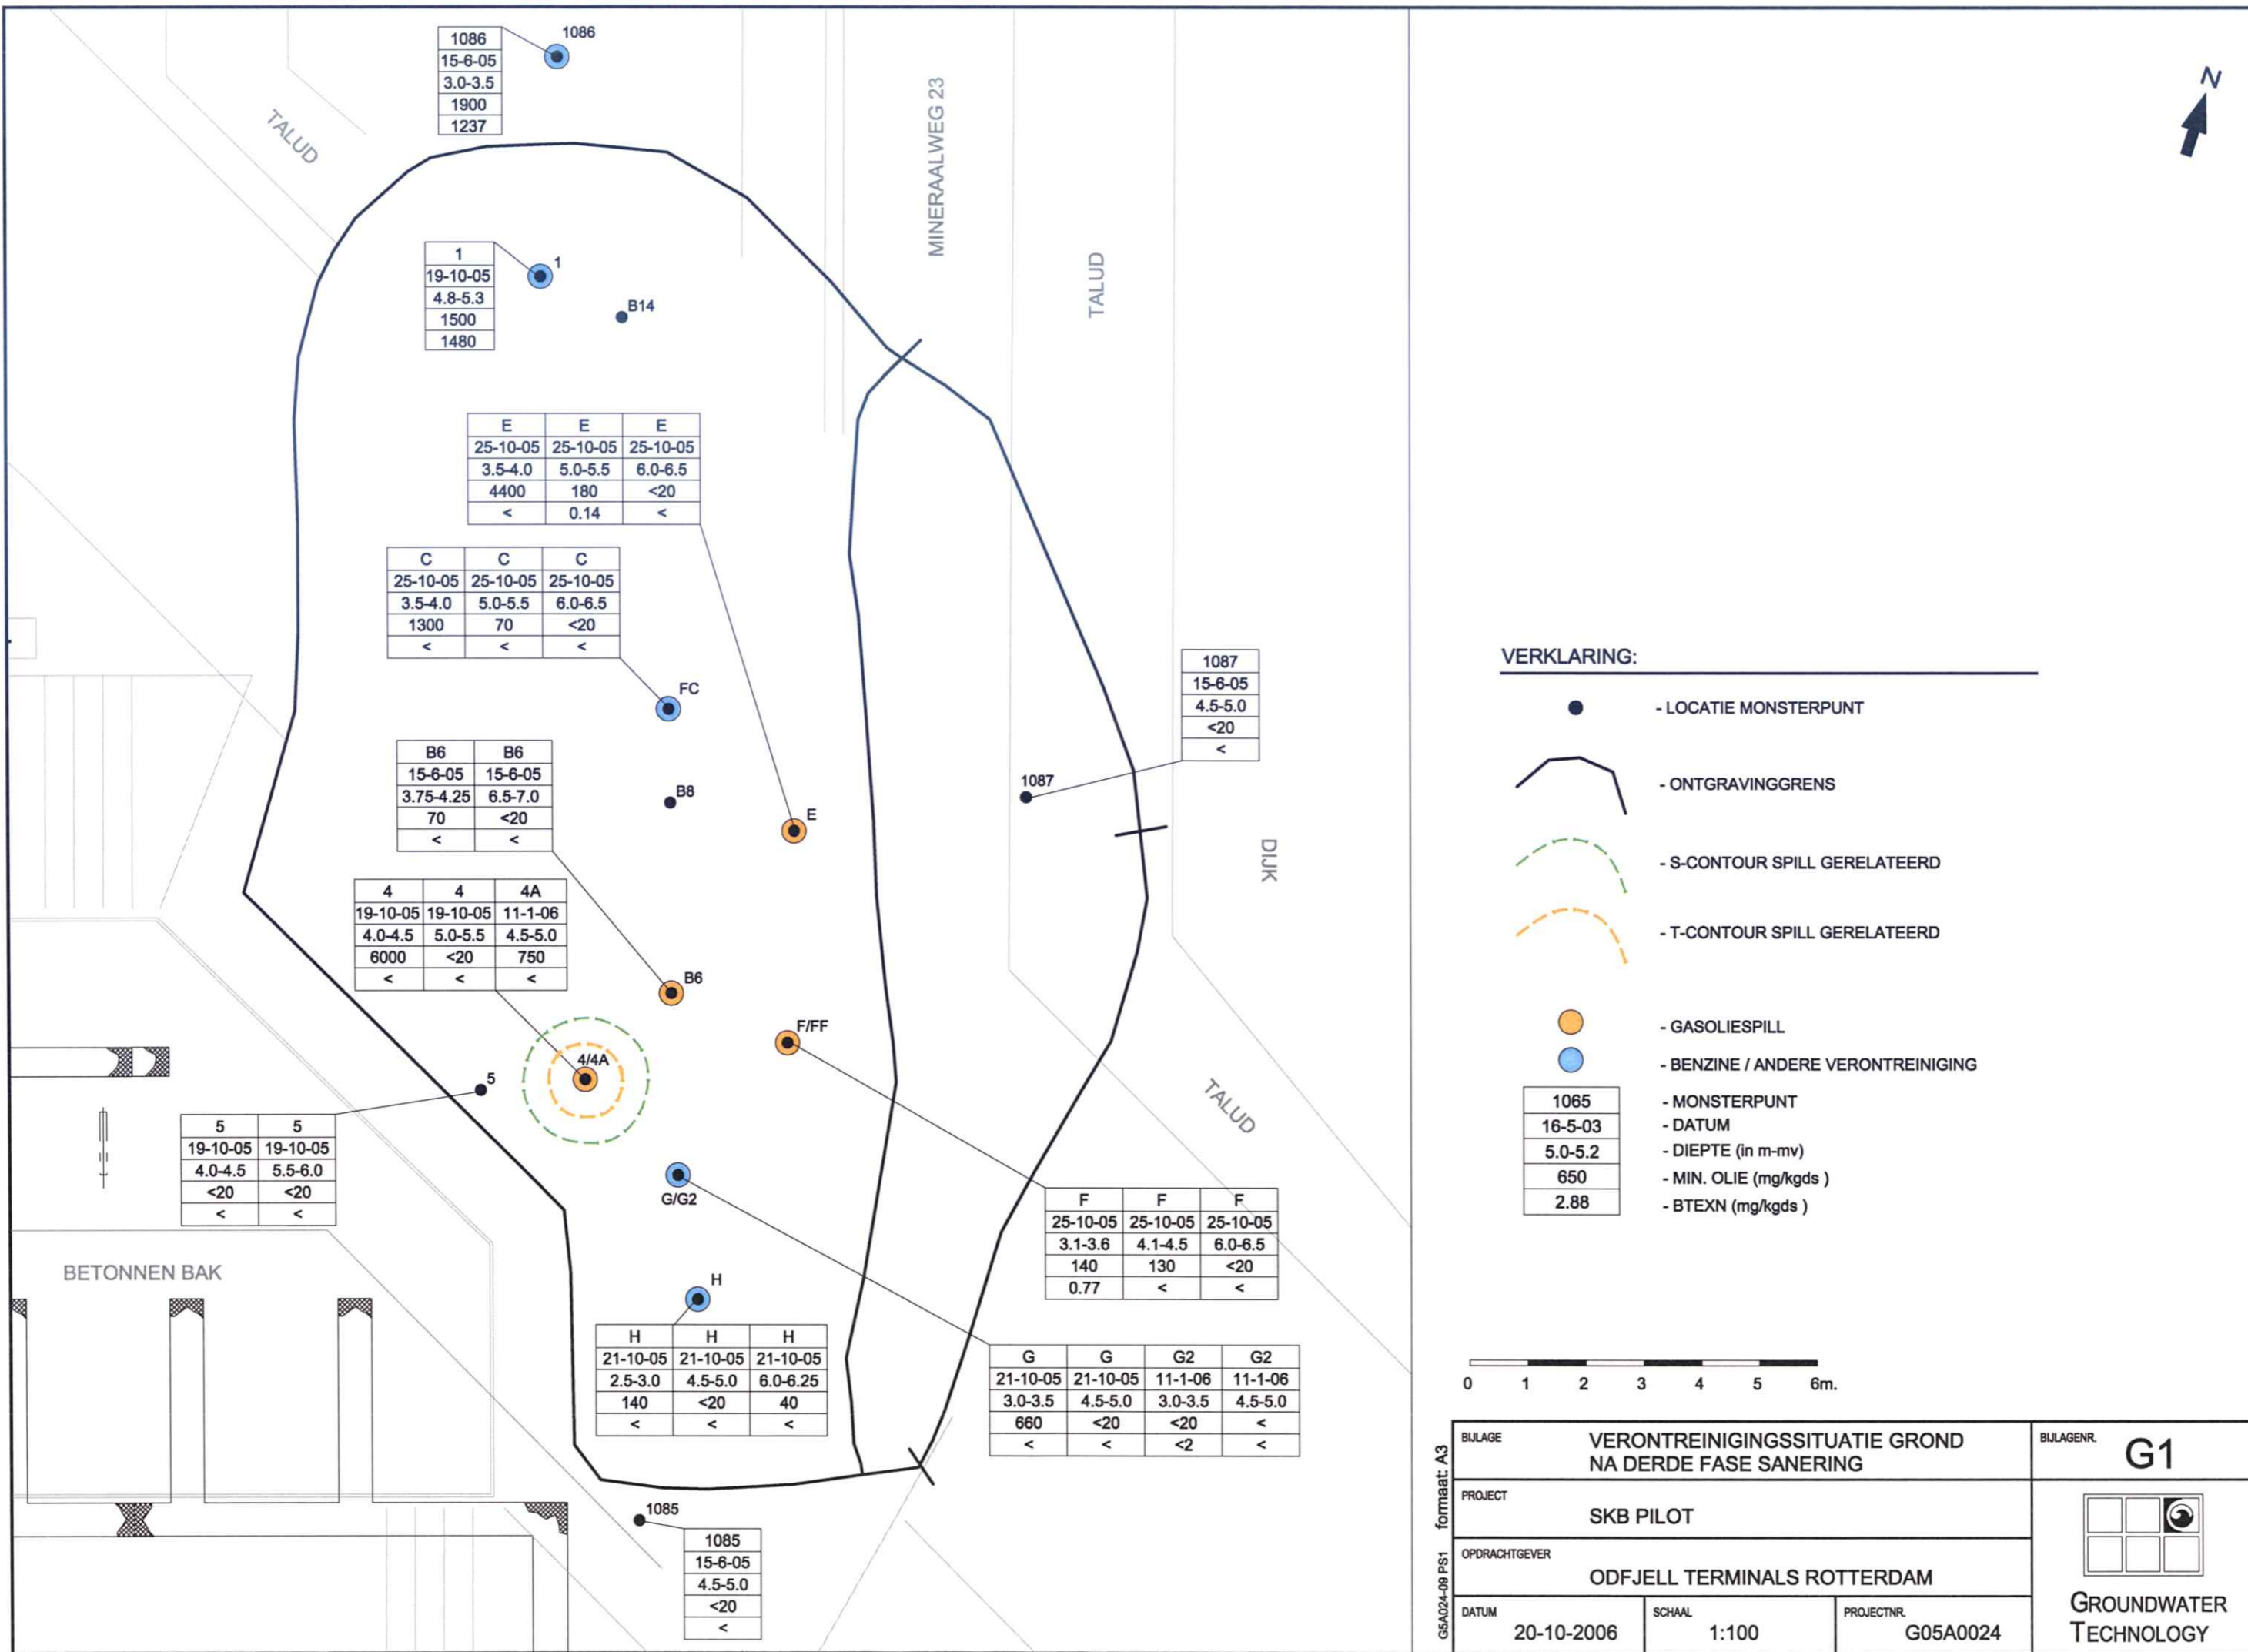 1086
1086
15-6-05
3.0-3.5
1900
1237
N
TALUD
MINERAALWEG 23
TALUD
1
1
19-10-05
4.8-5.3
1500
1480
B14
E E E
25-10-05 25-10-05 25-10-05
3.5-4.0 5.0-5.5 6.0-6.5
4400 180 <20
< 0.14 <
C C C
25-10-05 25-10-05 25-10-05
3.5-4.0 5.0-5.5 6.0-6.5
1300 70 <20
< < <
FC
1087
15-6-05
4.5-5.0
<20
<
1087
B6 B6
15-6-05 15-6-05
3.75-4.25 6.5-7.0
70 <20
< <
B8
E
DIJK
4 4 4A
19-10-05 19-10-05 11-1-06
4.0-4.5 5.0-5.5 4.5-5.0
6000 <20 750
< < <
B6
F/FF
4/4A
5
TALUD
5 5
19-10-05 19-10-05
4.0-4.5 5.5-6.0
<20 <20
< <
G/G2
F F F
25-10-05 25-10-05 25-10-05
3.1-3.6 4.1-4.5 6.0-6.5
140 130 <20
0.77 < <
BETONNEN BAK
H
H H H
21-10-05 21-10-05 21-10-05
2.5-3.0 4.5-5.0 6.0-6.25
140 <20 40
< < <
G G G2 G2
21-10-05 21-10-05 11-1-06 11-1-06
3.0-3.5 4.5-5.0 3.0-3.5 4.5-5.0
660 <20 <20 <
< < <2 <
1085
1085
15-6-05
4.5-5.0
<20
<
VERKLARING:
- LOCATIE MONSTERPUNT
- ONTGRAVINGGRENS
- S-CONTOUR SPILL GERELATEERD
- T-CONTOUR SPILL GERELATEERD
- GASOLIESPILL
- BENZINE / ANDERE VERONTREINIGING
1065 - MONSTERPUNT
16-5-03 - DATUM
5.0-5.2 - DIEPTE (in m-mv)
650 - MIN. OLIE (mg/kgds )
2.88 - BTEXN (mg/kgds )
0 1 2 3 4 5 6m.
G5A024-09 PS1 formaat: A3
BIJLAGE
VERONTREINIGINGSSITUATIE GROND
NA DERDE FASE SANERING
BIJLAGENR.
G1
PROJECT
SKB PILOT
OPDRACHTGEVER
ODFJELL TERMINALS ROTTERDAM
DATUM
20-10-2006
SCHAAL
1:100
PROJECTNR.
G05A0024
GROUNDWATER
TECHNOLOGY